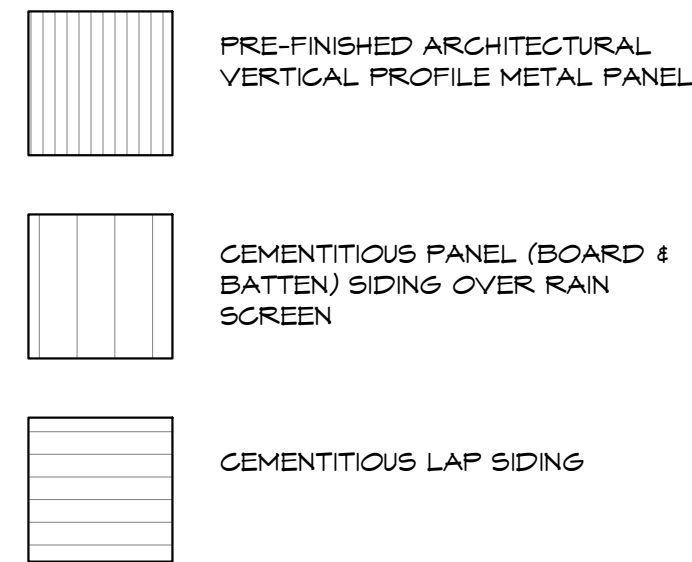 PRE-FINISHED ARCHITECTURAL
VERTICAL PROFILE METAL PANEL
CEMENTITIOUS PANEL (BOARD &
BATTEN) SIDING OVER RAIN
SCREEN
CEMENTITIOUS LAP SIDING